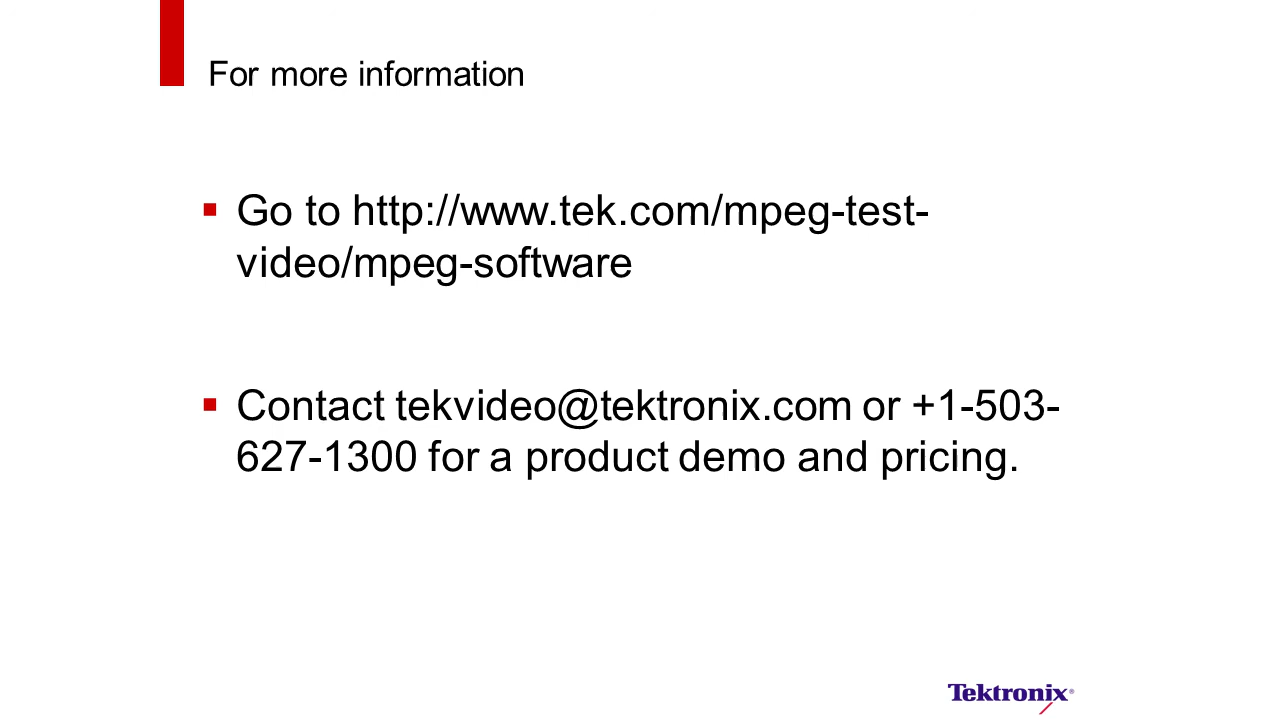 For more information
▪ Go to http://www.tek.com/mpeg-test-
video/mpeg-software
▪ Contact tekvideo@tektronix.com or +1-503-
627-1300 for a product demo and pricing.
Tektronix®